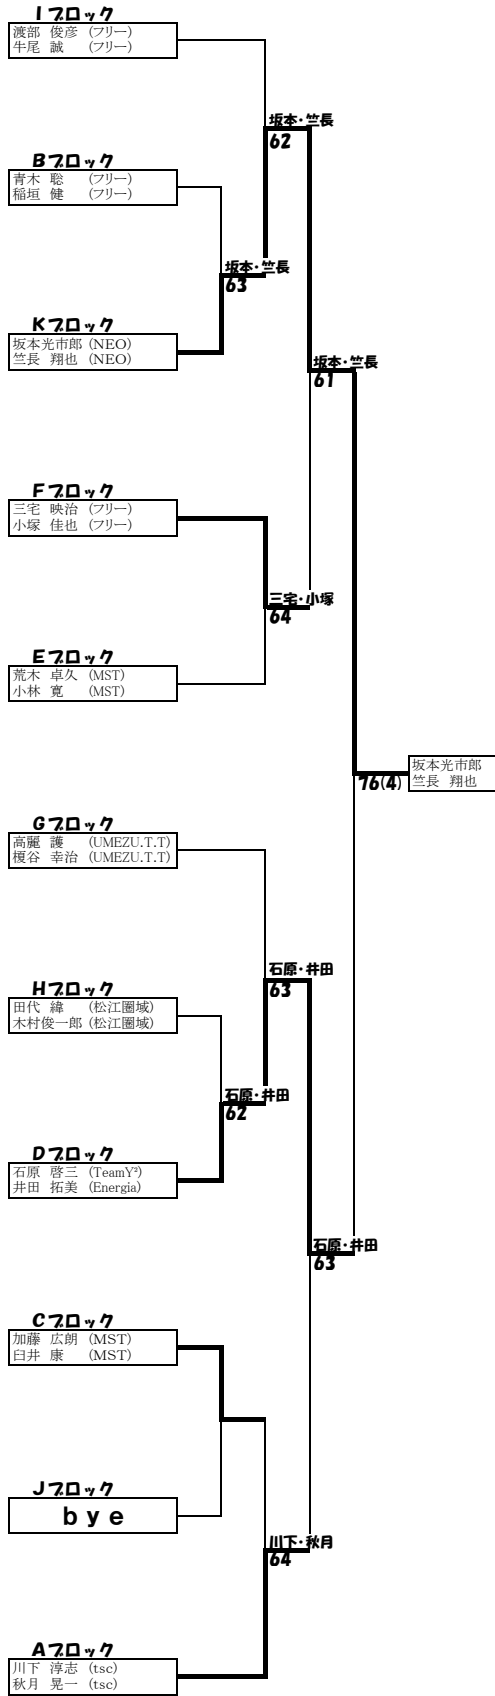 Iブロック
渡部 俊彦 (フリー)
牛尾 誠 (フリー)
坂本・竺長
62
Bブロック
青木 聡 (フリー)
稲垣 健 (フリー)
坂本・竺長
63
Kブロック
坂本光市郎 (NEO)
竺長 翔也 (NEO)
坂本・竺長
61
Fブロック
三宅 映治 (フリー)
小塚 佳也 (フリー)
三宅・小塚
64
Eブロック
荒木 卓久 (MST)
小林 寛 (MST)
坂本光市郎
竺長 翔也
76(4)
Gブロック
高麗 護 (UMEZU.T.T)
榎谷 幸治 (UMEZU.T.T)
石原・井田
63
Hブロック
田代 緯 (松江圏域)
木村俊一郎 (松江圏域)
石原・井田
62
Dブロック
石原 啓三 (TeamY²)
井田 拓美 (Energia)
石原・井田
63
Cブロック
加藤 広朗 (MST)
臼井 康 (MST)
Jブロック
bye
川下・秋月
64
Aブロック
川下 淳志 (tsc)
秋月 晃一 (tsc)